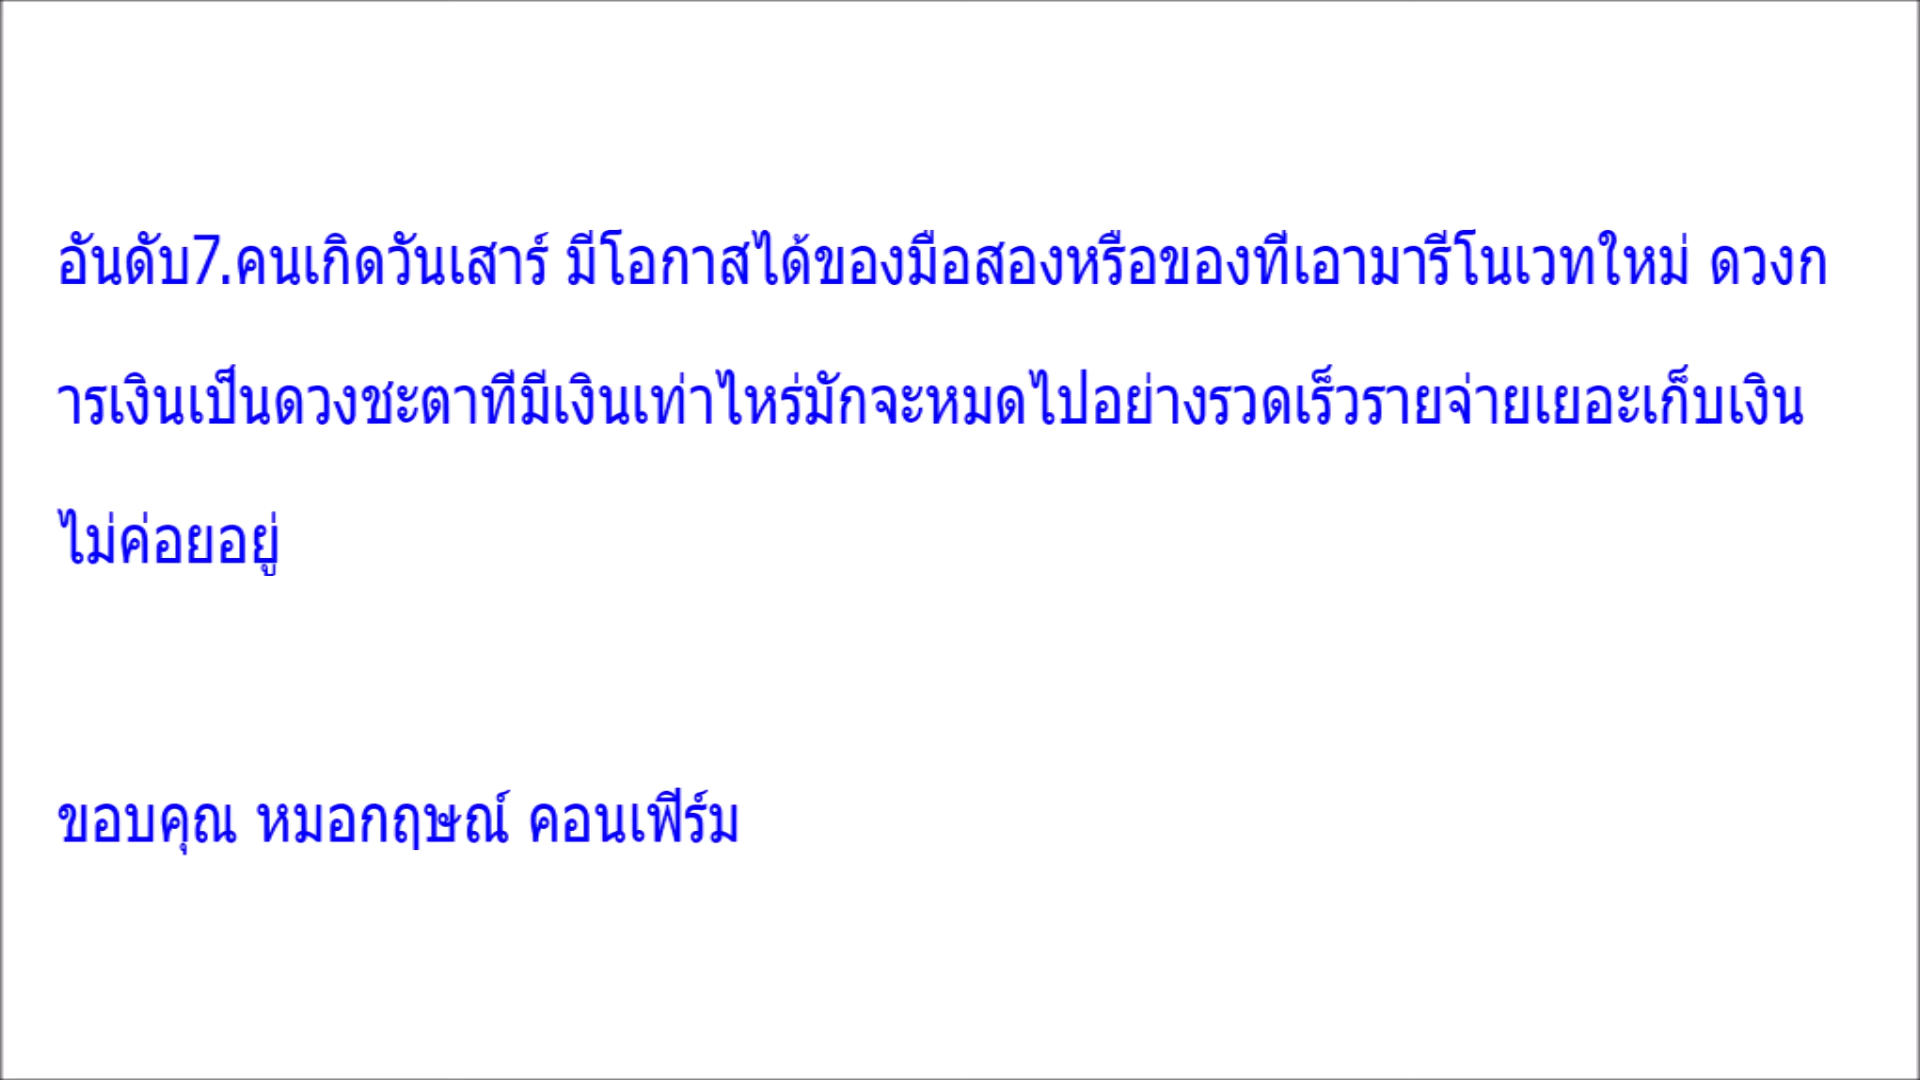 อันดับ7.คนเกิดวันเสาร์ มีโอกาสได้ของมือสองหรือของที่เอามารีโนเวทใหม่ ดวงก
ารเงินเป็นดวงชะตาที่มีเงินเท่าไหร่มักจะหมดไปอย่างรวดเร็วรายจ่ายเยอะเก็บเงิน
ไม่ค่อยอยู่
ขอบคุณ หมอกฤษณ์ คอนเฟิร์ม